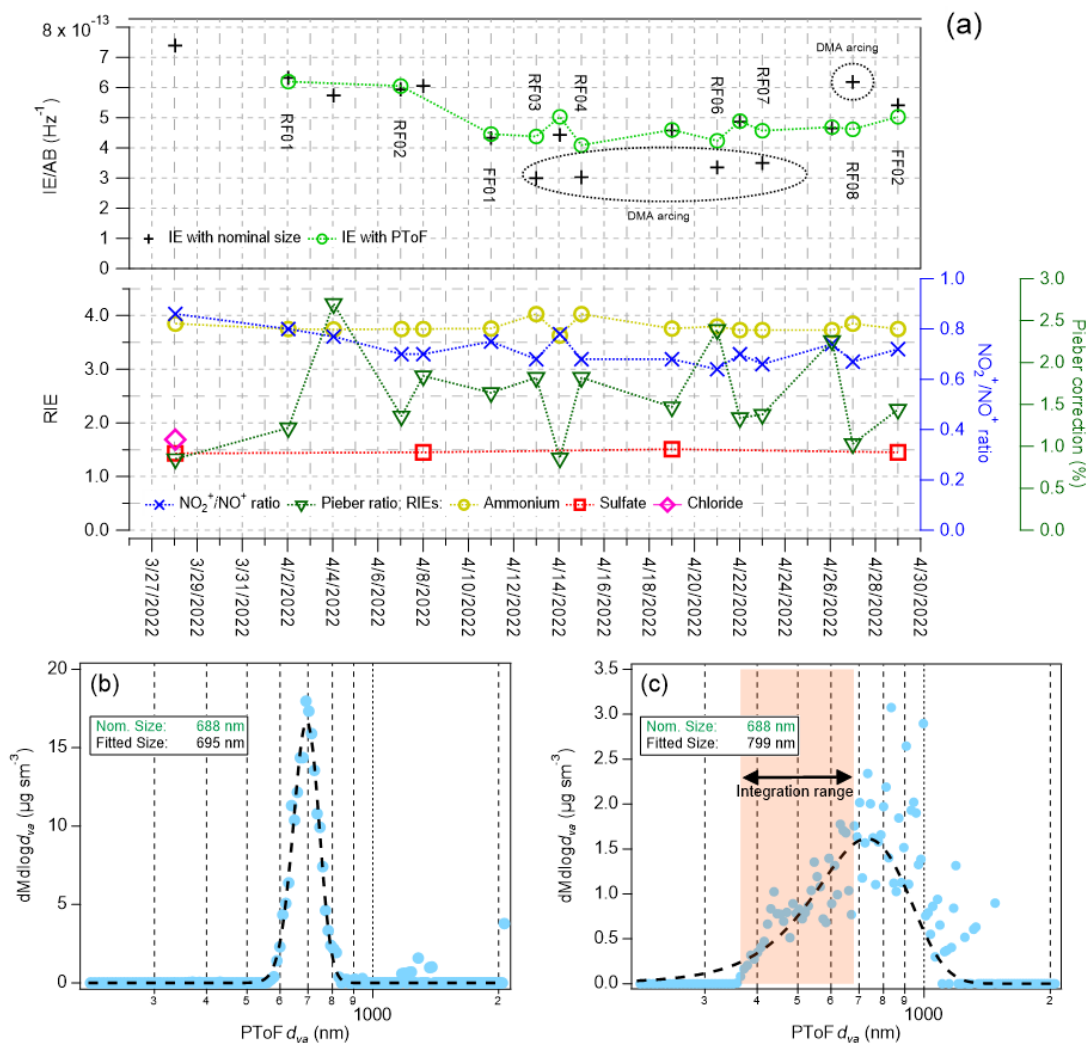 (a)
8 x 10-13
7
6
5
4
3
2
1
0
IE/AB (Hz-1)
DMA arcing
RF01
RF02
FF01
RF03
RF04
RF06
RF07
RF08
FF02
DMA arcing
IE with nominal size
IE with PToF
4.0
3.0
2.0
1.0
0.0
RIE
1.0
0.8
0.6
0.4
0.2
0.0
NO2+/NO+ ratio
3.0
2.5
2.0
1.5
1.0
0.5
0.0
Pieber correction (%)
NO2+/NO+ ratio
Pieber ratio; RIEs:
Ammonium
Sulfate
Chloride
3/27/2022
3/29/2022
3/31/2022
4/2/2022
4/4/2022
4/6/2022
4/8/2022
4/10/2022
4/12/2022
4/14/2022
4/16/2022
4/18/2022
4/20/2022
4/22/2022
4/24/2022
4/26/2022
4/28/2022
4/30/2022
(b)
20
15
10
5
0
dMdlogdva (µg sm-3)
Nom. Size: 688 nm
Fitted Size: 695 nm
3 4 5 6 7 8 9 1000 2
PToF dva (nm)
(c)
3.5
3.0
2.5
2.0
1.5
1.0
0.5
0.0
dMdlogdva (µg sm-3)
Nom. Size: 688 nm
Fitted Size: 799 nm
Integration range
3 4 5 6 7 8 9 1000 2
PToF dva (nm)